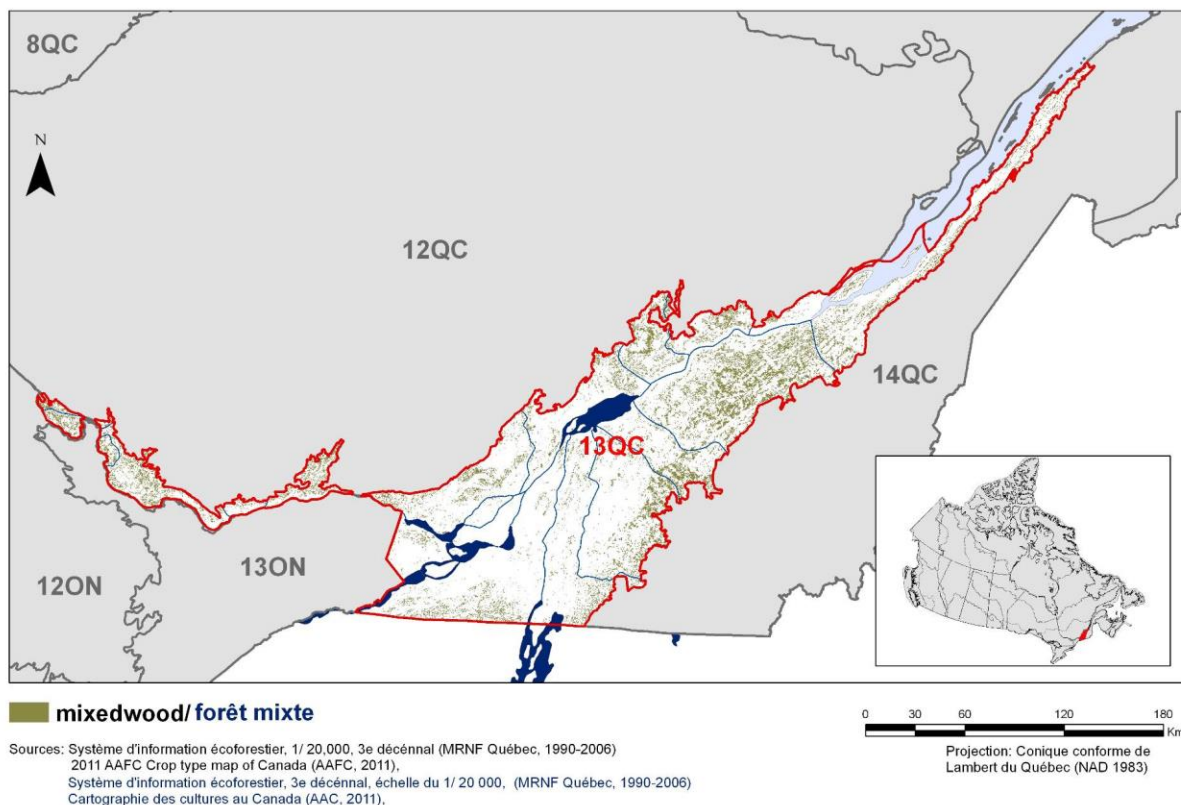 8QC
N
12QC
14QC
13QC
13ON
12ON
mixedwood/ forêt mixte
0 30 60 120 180
Km
Sources: Système d'information écoforestier, 1/ 20,000, 3e décénnal (MRNF Québec, 1990-2006)
2011 AAFC Crop type map of Canada (AAFC, 2011),
Système d'information écoforestier, 3e décénnal, échelle du 1/ 20 000, (MRNF Québec, 1990-2006)
Cartographie des cultures au Canada (AAC, 2011),
Projection: Conique conforme de
Lambert du Québec (NAD 1983)